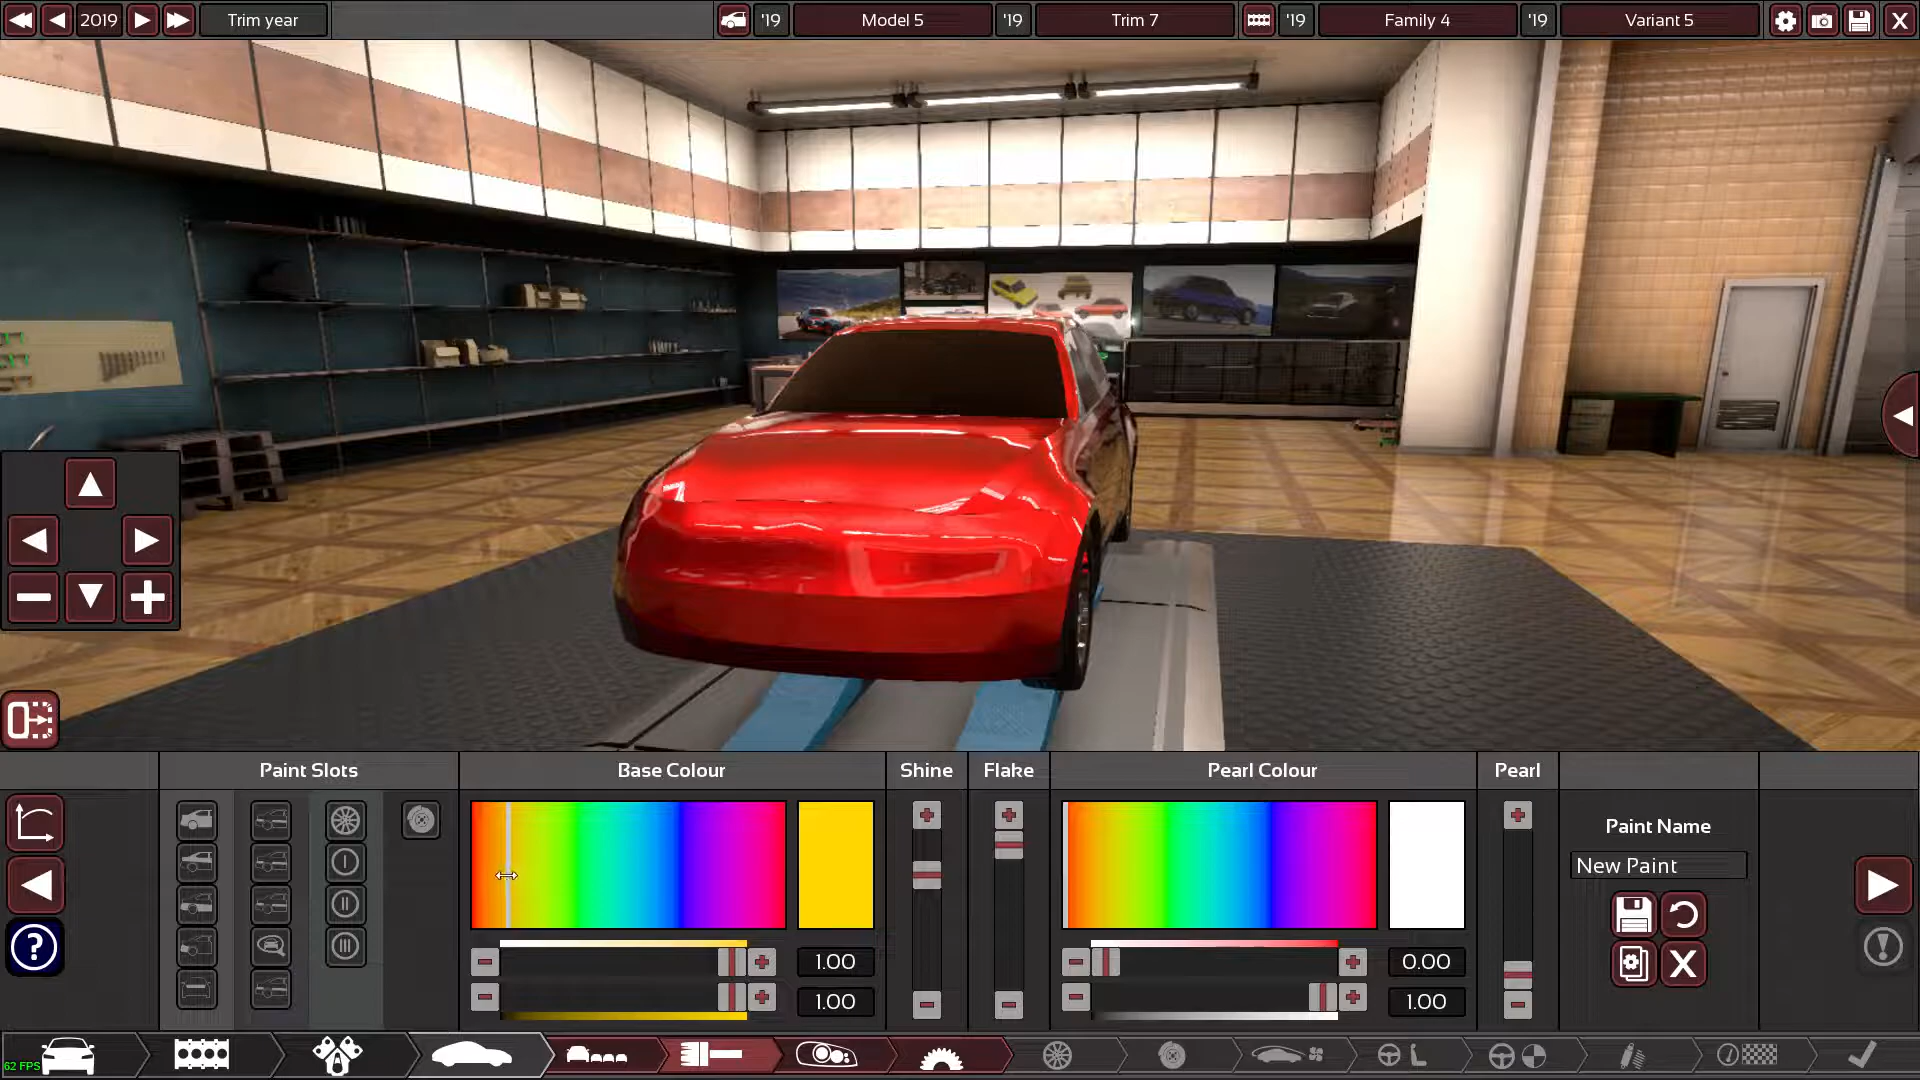 2019
Trim year
'19
Model 5
'19
Trim 7
'19
Family 4
'19
Variant 5
Paint Slots
Base Colour
Shine
Flake
Pearl Colour
Pearl
Paint Name
New Paint
I
II
III
?
1.00
0.00
1.00
1.00
62 FPS